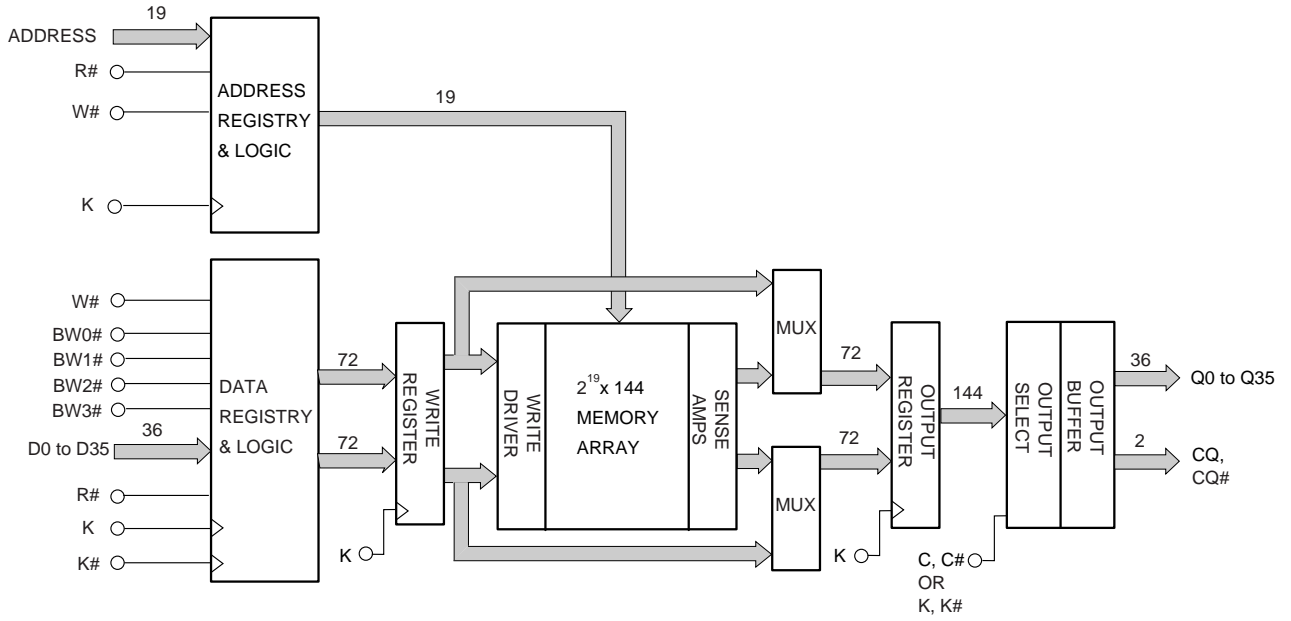 19
ADDRESS
R#
W#
K
ADDRESS
REGISTRY
& LOGIC
19
W#
BW0#
BW1#
BW2#
BW3#
36
D0 to D35
R#
K
K#
DATA
REGISTRY
& LOGIC
72
72
WRITE
REGISTER
K
WRITE
DRIVER
2^19 x 144
MEMORY
ARRAY
SENSE
AMPS
MUX
MUX
72
72
OUTPUT
REGISTER
K
144
OUTPUT
SELECT
OUTPUT
BUFFER
C, C#
OR
K, K#
36
Q0 to Q35
2
CQ,
CQ#